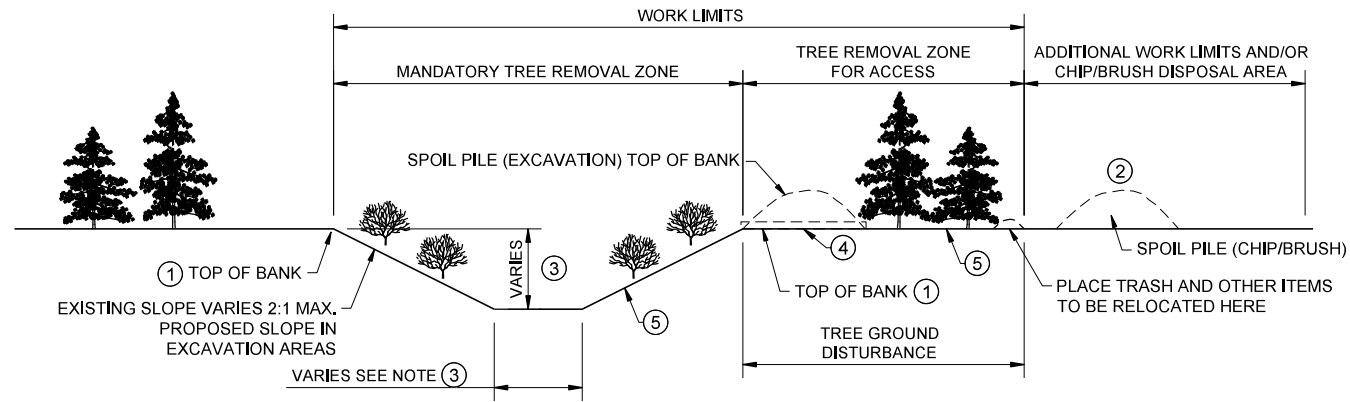 WORK LIMITS
MANDATORY TREE REMOVAL ZONE
TREE REMOVAL ZONE
FOR ACCESS
ADDITIONAL WORK LIMITS AND/OR
CHIP/BRUSH DISPOSAL AREA
SPOIL PILE (EXCAVATION) TOP OF BANK
2
1 TOP OF BANK
VARIES
3
4
5
SPOIL PILE (CHIP/BRUSH)
EXISTING SLOPE VARIES 2:1 MAX.
PROPOSED SLOPE IN
EXCAVATION AREAS
5
TOP OF BANK 1
PLACE TRASH AND OTHER ITEMS
TO BE RELOCATED HERE
TREE GROUND
DISTURBANCE
VARIES SEE NOTE 3